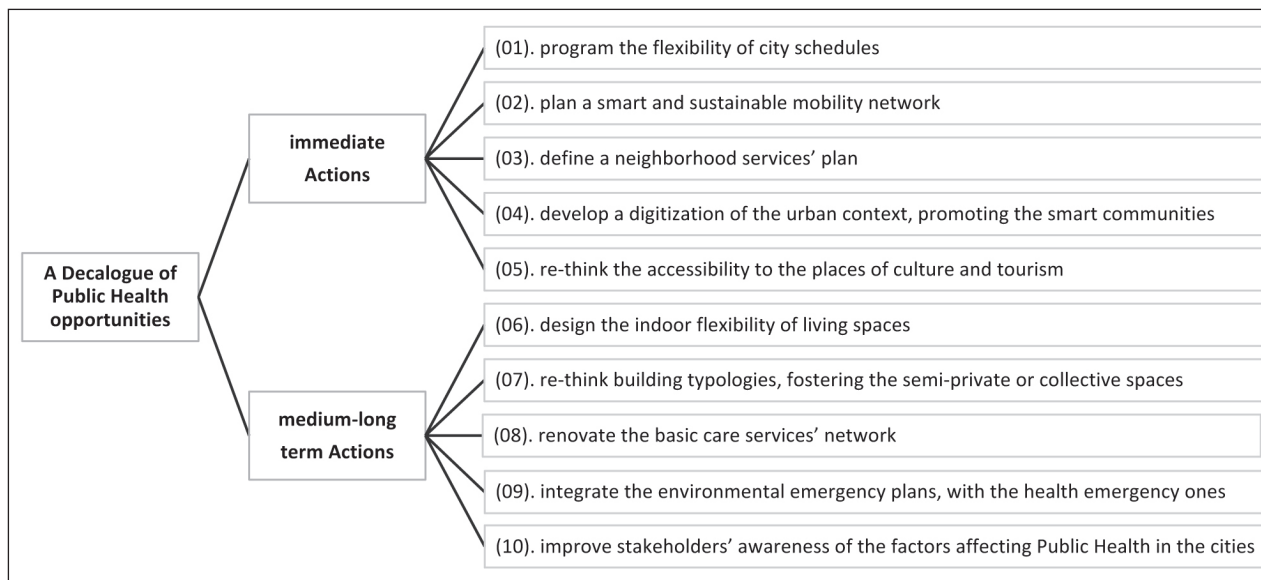 A Decalogue of
Public Health
opportunities
immediate
Actions
(01). program the flexibility of city schedules
(02). plan a smart and sustainable mobility network
(03). define a neighborhood services’ plan
(04). develop a digitization of the urban context, promoting the smart communities
(05). re-think the accessibility to the places of culture and tourism
medium-long
term Actions
(06). design the indoor flexibility of living spaces
(07). re-think building typologies, fostering the semi-private or collective spaces
(08). renovate the basic care services’ network
(09). integrate the environmental emergency plans, with the health emergency ones
(10). improve stakeholders’ awareness of the factors affecting Public Health in the cities